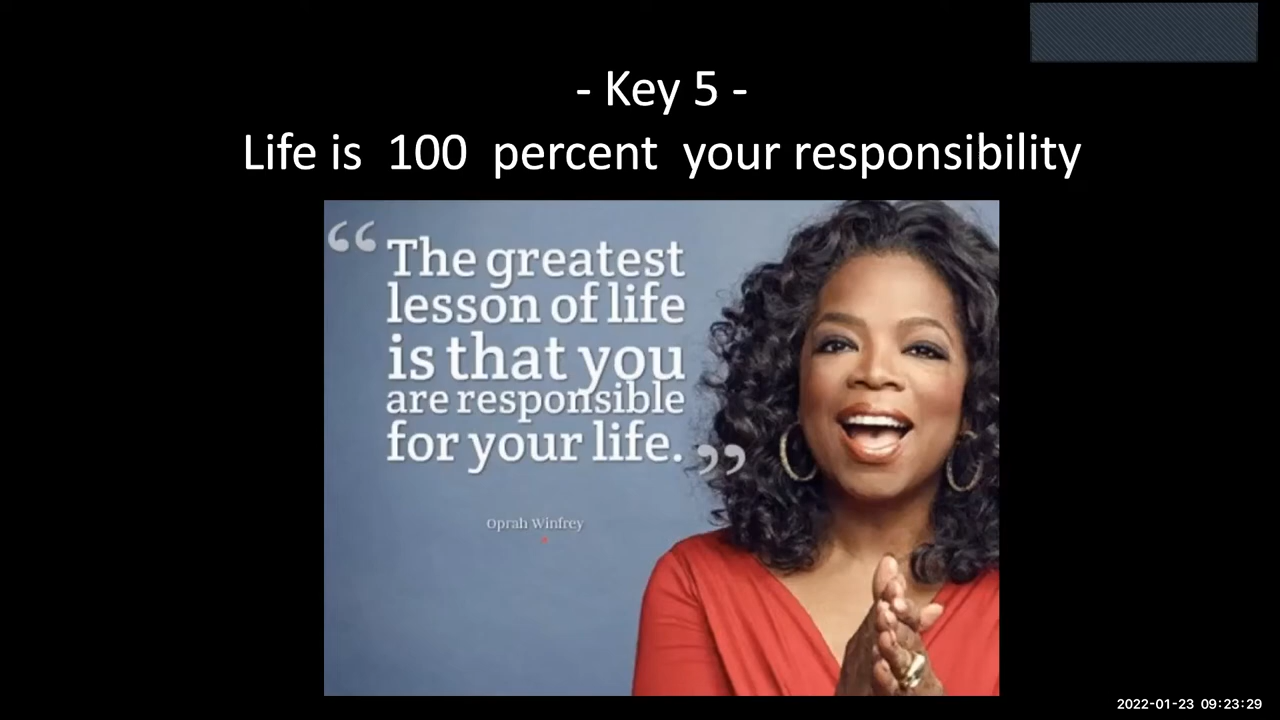 - Key 5 -
Life is 100 percent your responsibility
“ The greatest
lesson of life
is that you
are responsible
for your life. ”
Oprah Winfrey
2022-01-23 09:23:29